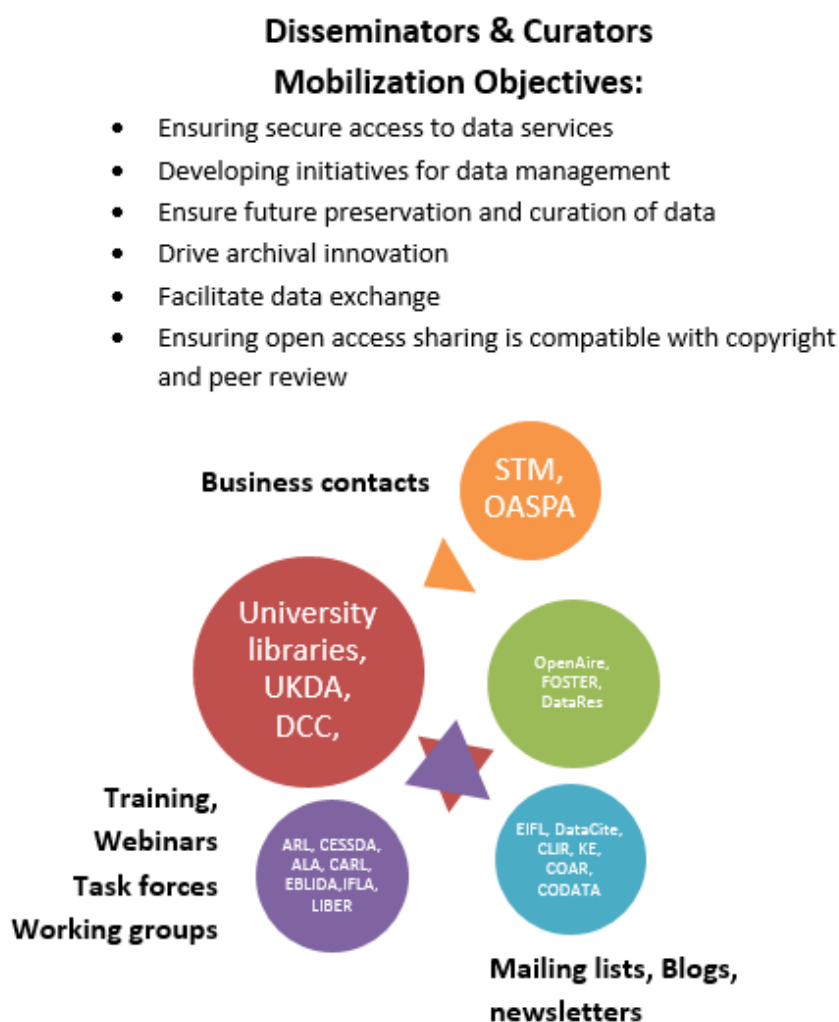 Disseminators & Curators
Mobilization Objectives:
• Ensuring secure access to data services
• Developing initiatives for data management
• Ensure future preservation and curation of data
• Drive archival innovation
• Facilitate data exchange
• Ensuring open access sharing is compatible with copyright
and peer review
Business contacts
STM,
OASPA
University
libraries,
UKDA,
DCC,
OpenAire,
FOSTER,
DataRes
Training,
Webinars
Task forces
Working groups
ARL, CESSDA,
ALA, CARL,
EBLIDA,IFLA,
LIBER
EIFL, DataCite,
CLIR, KE,
COAR,
CODATA
Mailing lists, Blogs,
newsletters